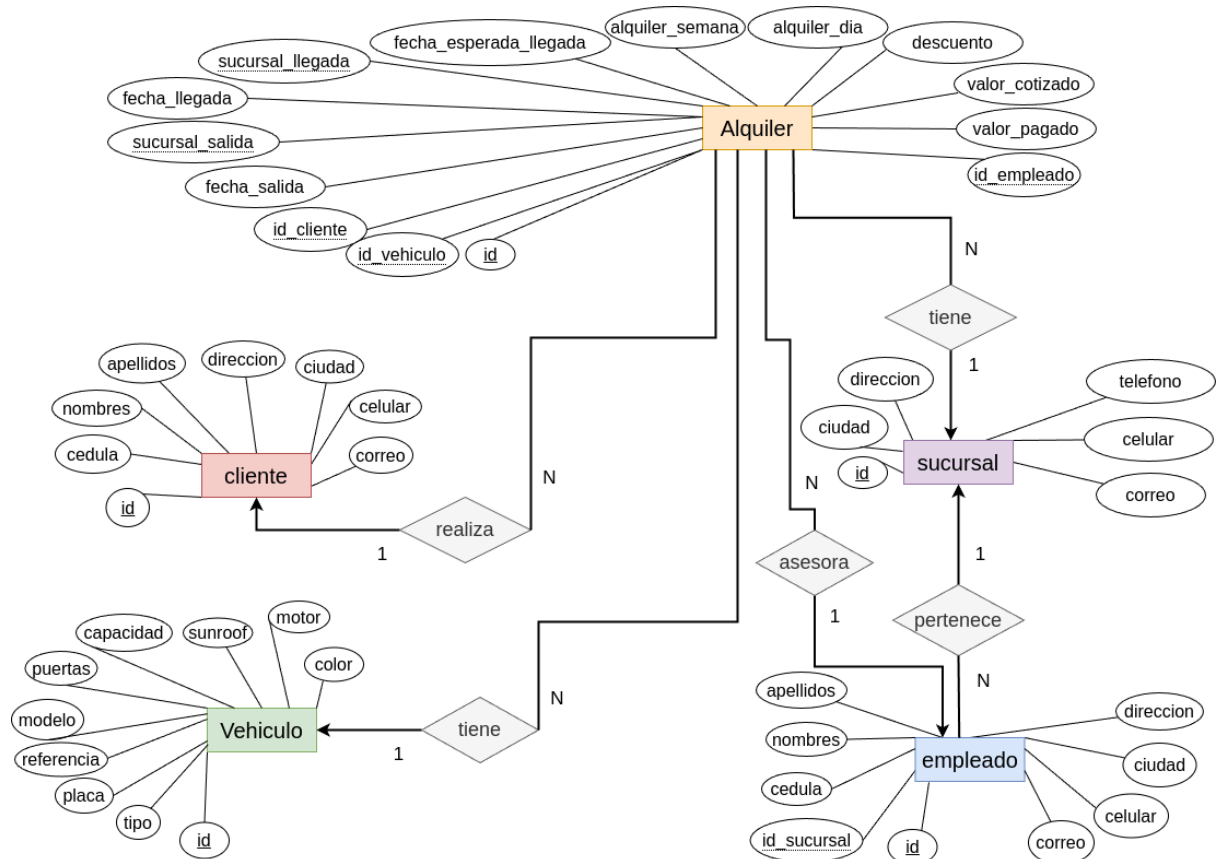 fecha_esperada_llegada
alquiler_semana
alquiler_dia
descuento
sucursal_llegada
valor_cotizado
fecha_llegada
Alquiler
valor_pagado
sucursal_salida
id_empleado
fecha_salida
id_cliente
id_vehiculo
id
N
tiene
1
apellidos
direccion
ciudad
nombres
celular
cedula
correo
cliente
id
N
realiza
1
direccion
telefono
ciudad
celular
sucursal
id
correo
N
asesora
1
1
pertenece
N
capacidad
sunroof
motor
puertas
color
modelo
Vehiculo
referencia
placa
tipo
id
N
tiene
1
apellidos
direccion
nombres
empleado
ciudad
cedula
celular
id_sucursal
id
correo